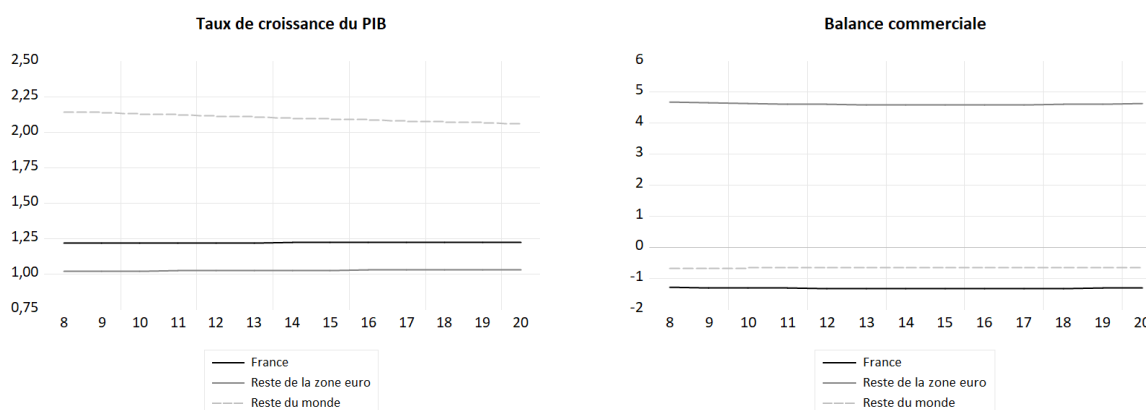 Taux de croissance du PIB
2,50
2,25
2,00
1,75
1,50
1,25
1,00
0,75
8 9 10 11 12 13 14 15 16 17 18 19 20
France
Reste de la zone euro
Reste du monde
Balance commerciale
6
5
4
3
2
1
0
-1
-2
8 9 10 11 12 13 14 15 16 17 18 19 20
France
Reste de la zone euro
Reste du monde